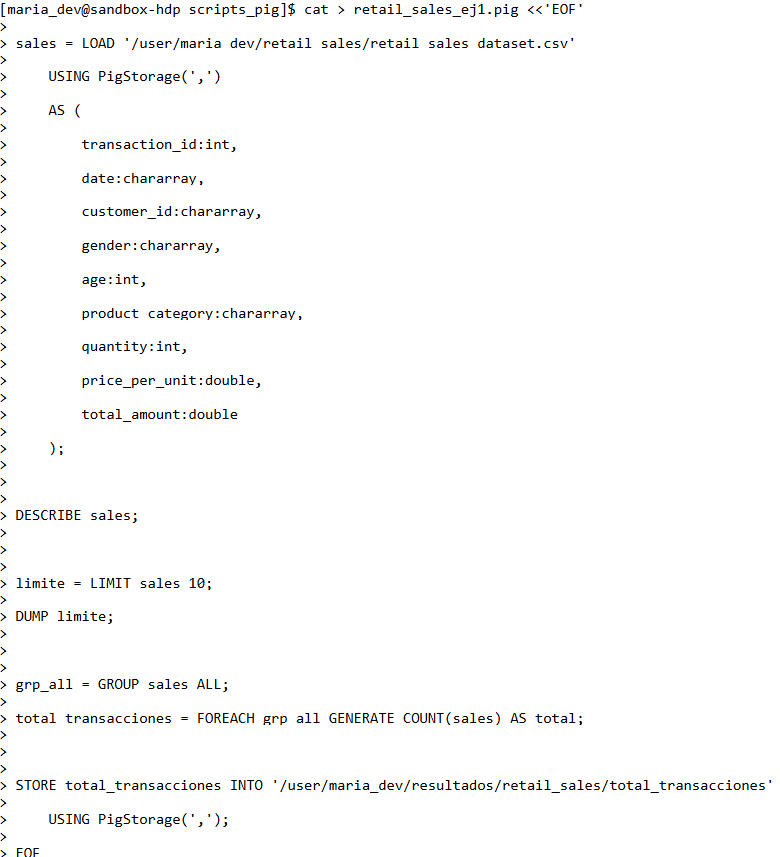 [maria_dev@sandbox-hdp scripts_pig]$ cat > retail_sales_ej1.pig <<'EOF'
>
> sales = LOAD '/user/maria dev/retail sales/retail sales dataset.csv'
>
>     USING PigStorage(',')
>
>     AS (
>
>         transaction_id:int,
>
>         date:chararray,
>
>         customer_id:chararray,
>
>         gender:chararray,
>
>         age:int,
>
>         product category:chararray,
>
>         quantity:int,
>
>         price_per_unit:double,
>
>         total_amount:double
>
>     );
>
>
>
> DESCRIBE sales;
>
>
>
> limite = LIMIT sales 10;
>
> DUMP limite;
>
>
>
> grp_all = GROUP sales ALL;
>
> total transacciones = FOREACH grp all GENERATE COUNT(sales) AS total;
>
>
>
> STORE total_transacciones INTO '/user/maria_dev/resultados/retail_sales/total_transacciones'
>
>     USING PigStorage(',');
>
> EOF